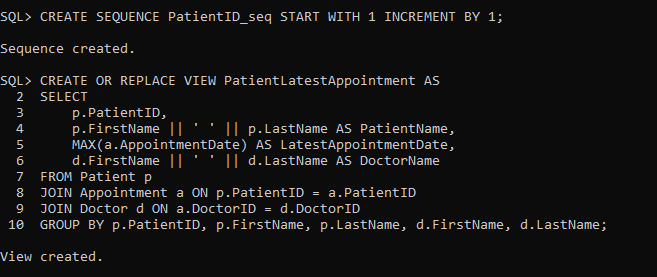 SQL> CREATE SEQUENCE PatientID_seq START WITH 1 INCREMENT BY 1;
Sequence created.
SQL> CREATE OR REPLACE VIEW PatientLatestAppointment AS
  2  SELECT
  3      p.PatientID,
  4      p.FirstName || ' ' || p.LastName AS PatientName,
  5      MAX(a.AppointmentDate) AS LatestAppointmentDate,
  6      d.FirstName || ' ' || d.LastName AS DoctorName
  7  FROM Patient p
  8  JOIN Appointment a ON p.PatientID = a.PatientID
  9  JOIN Doctor d ON a.DoctorID = d.DoctorID
 10  GROUP BY p.PatientID, p.FirstName, p.LastName, d.FirstName, d.LastName;
View created.